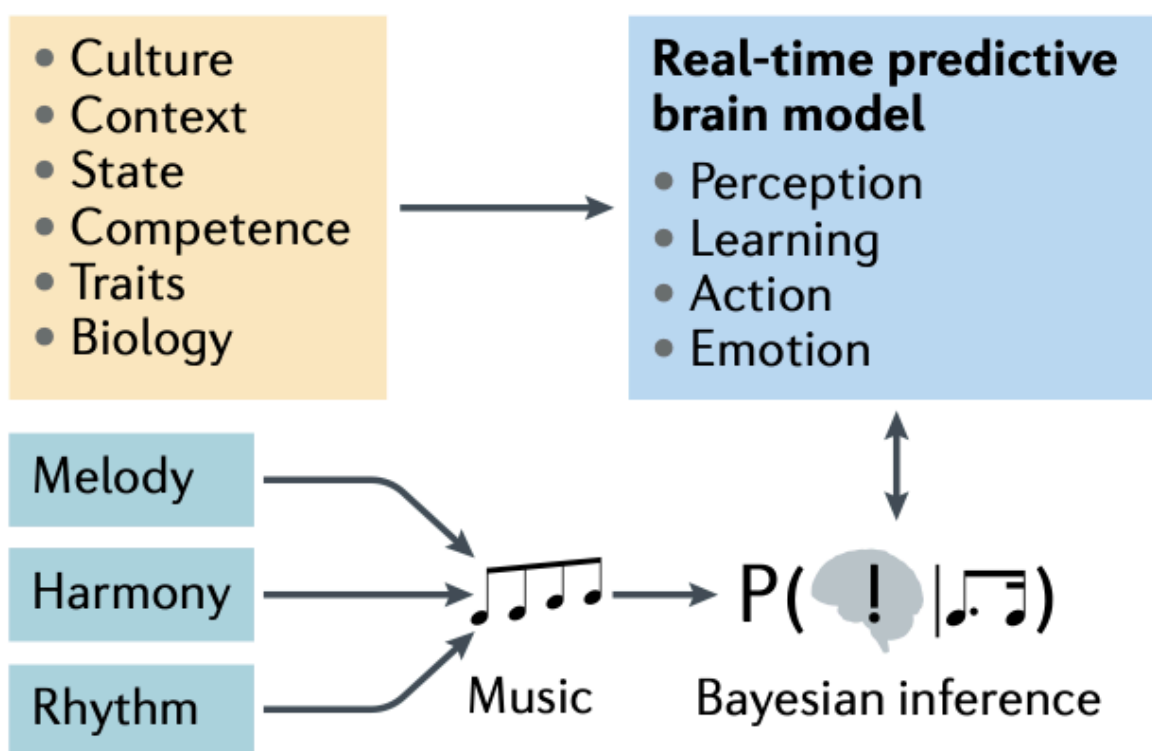 Culture
Context
State
Competence
Traits
Biology
Real-time predictive
brain model
Perception
Learning
Action
Emotion
Melody
Harmony
Rhythm
Music
P( ! | )
Bayesian inference